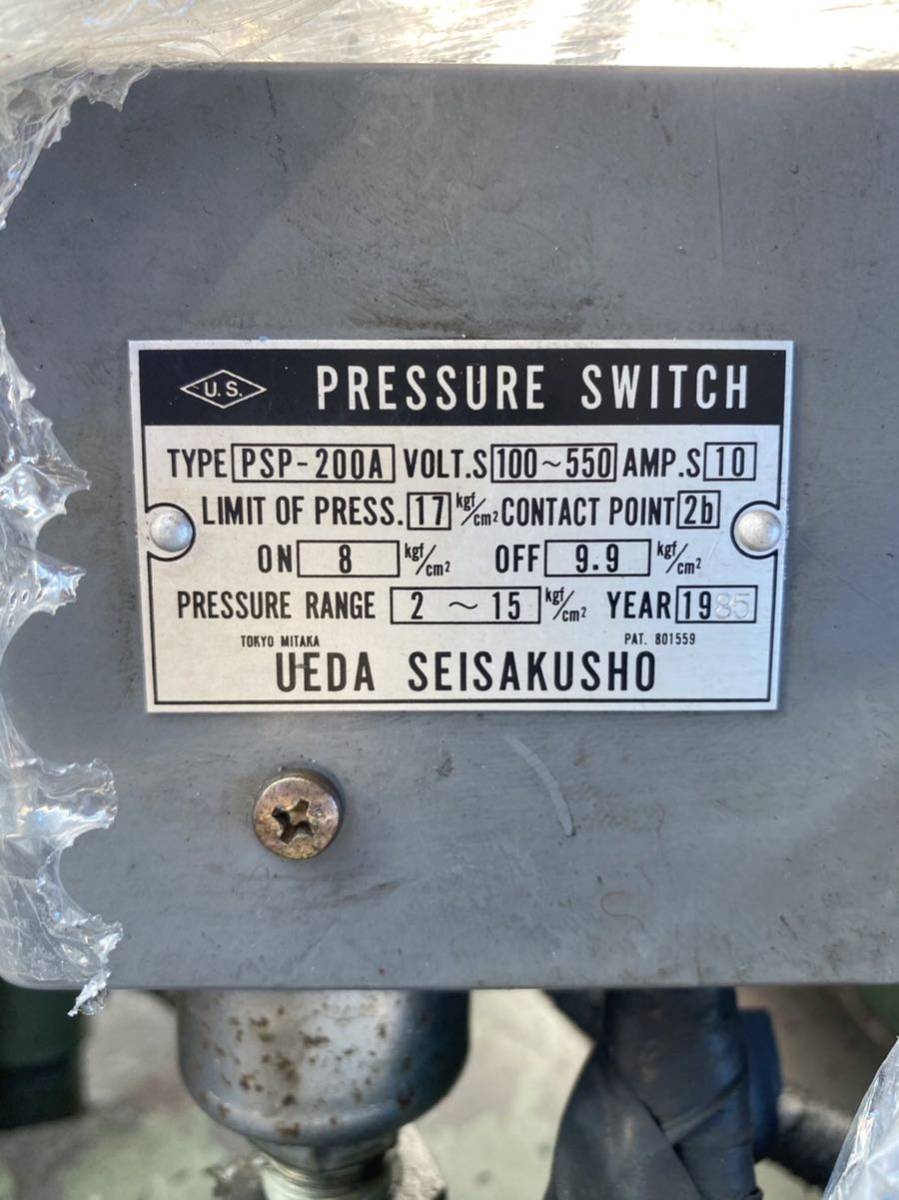 U.S. PRESSURE SWITCH
TYPE PSP-200A VOLT.S 100~550 AMP.S 10
LIMIT OF PRESS. 17 kgf/cm² CONTACT POINT 2b
ON 8 kgf/cm² OFF 9.9 kgf/cm²
PRESSURE RANGE 2 ~ 15 kgf/cm² YEAR 1985
TOKYO MITAKA PAT. 801559
UEDA SEISAKUSHO